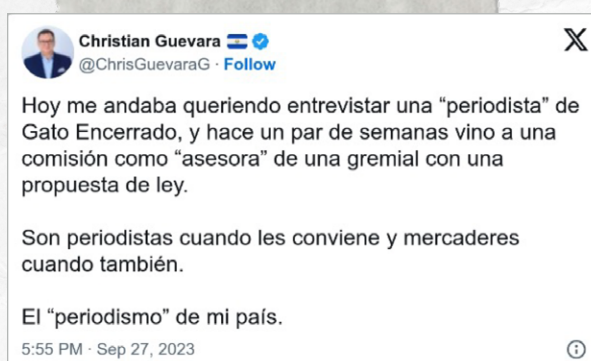 Christian Guevara 🇸🇻
@ChrisGuevaraG · Follow
X
Hoy me andaba queriendo entrevistar una “periodista” de
Gato Encerrado, y hace un par de semanas vino a una
comisión como “asesora” de una gremial con una
propuesta de ley.
Son periodistas cuando les conviene y mercaderes
cuando también.
El “periodismo” de mi país.
5:55 PM · Sep 27, 2023